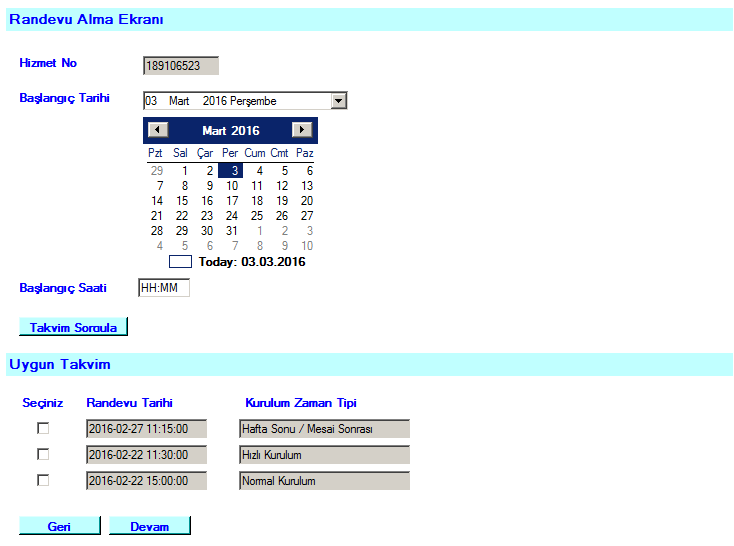 Randevu Alma Ekranı
Hizmet No 189106523
Başlangıç Tarihi 03 Mart 2016 Perşembe
Mart 2016
Pzt Sal Çar Per Cum Cmt Paz
29 1 2 3 4 5 6
7 8 9 10 11 12 13
14 15 16 17 18 19 20
21 22 23 24 25 26 27
28 29 30 31 1 2 3
4 5 6 7 8 9 10
Today: 03.03.2016
Başlangıç Saati HH:MM
Takvim Sorgula
Uygun Takvim
Seçiniz Randevu Tarihi Kurulum Zaman Tipi
2016-02-27 11:15:00 Hafta Sonu / Mesai Sonrası
2016-02-22 11:30:00 Hızlı Kurulum
2016-02-22 15:00:00 Normal Kurulum
Geri Devam